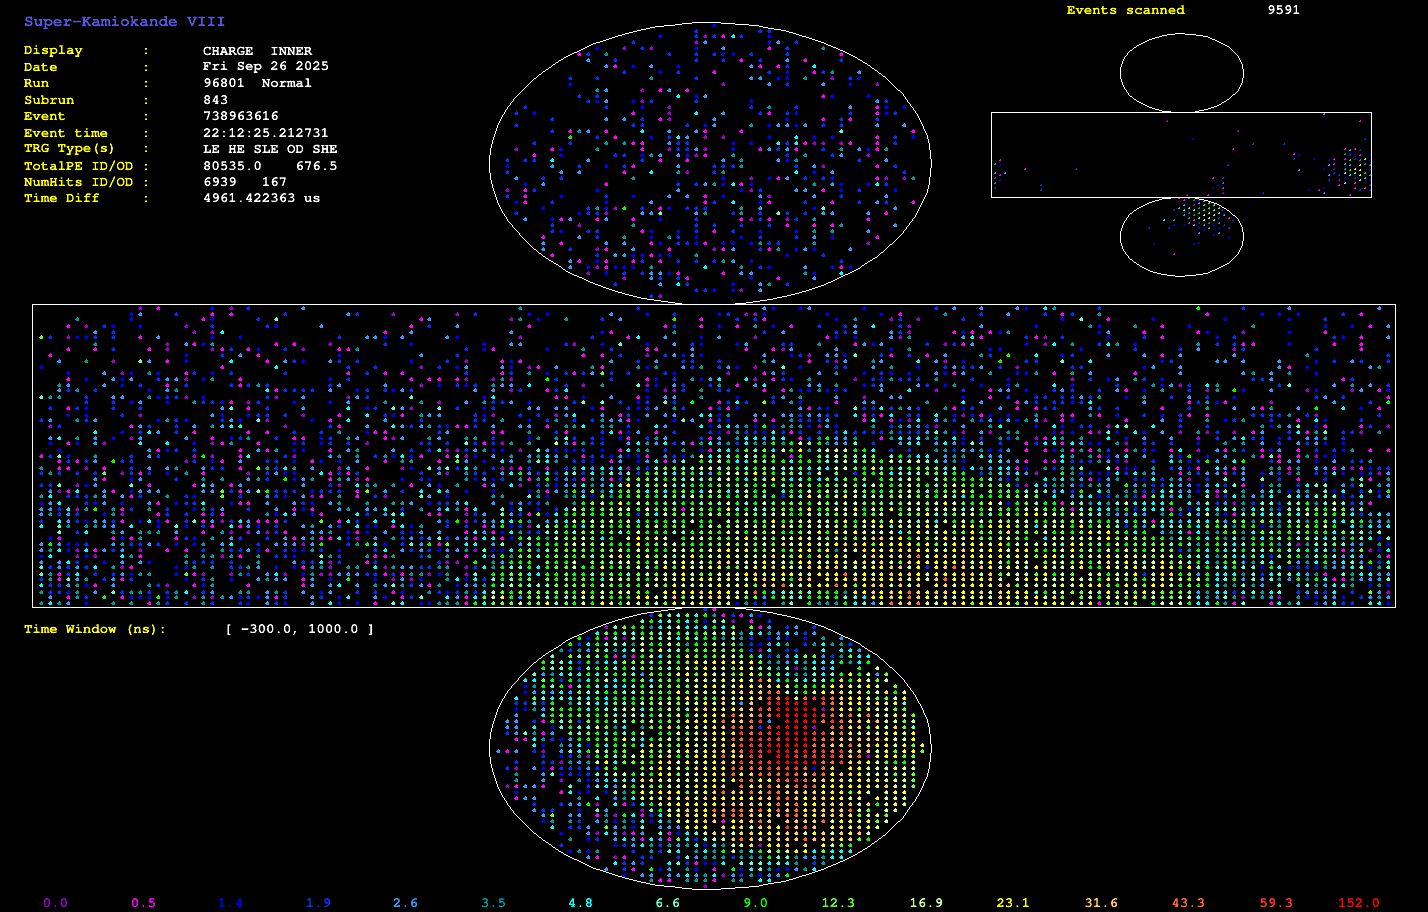 Super-Kamiokande VIII
Events scanned 9591
Display : CHARGE INNER
Date : Fri Sep 26 2025
Run : 96801 Normal
Subrun : 843
Event : 738963616
Event time : 22:12:25.212731
TRG Type(s) : LE HE SLE OD SHE
TotalPE ID/OD : 80535.0 676.5
NumHits ID/OD : 6939 167
Time Diff : 4961.422363 us
Time Window (ns): [ -300.0, 1000.0 ]
0.0 0.5 1.4 1.9 2.6 3.5 4.8 6.6 9.0 12.3 16.9 23.1 31.6 43.3 59.3 152.0